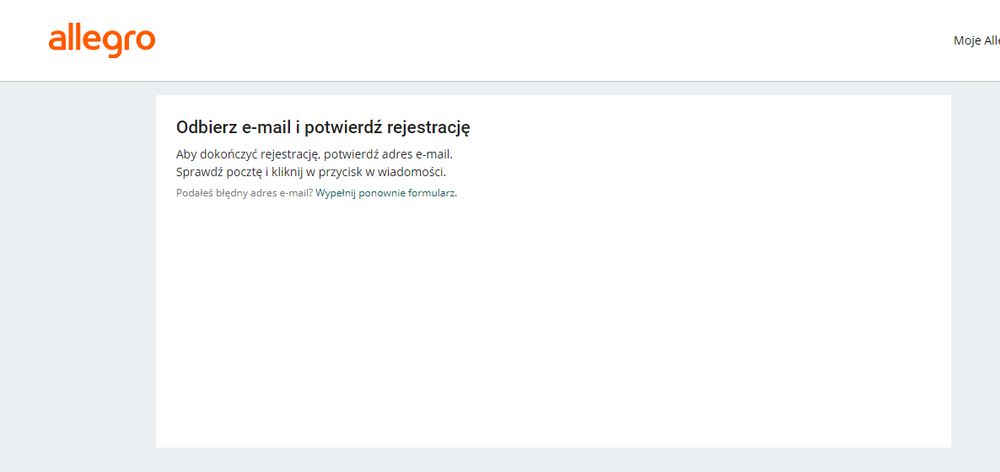 allegro
Moje Alle
Odbierz e-mail i potwierdź rejestrację
Aby dokończyć rejestrację, potwierdź adres e-mail.
Sprawdź pocztę i kliknij w przycisk w wiadomości.
Podałeś błędny adres e-mail? Wypełnij ponownie formularz.